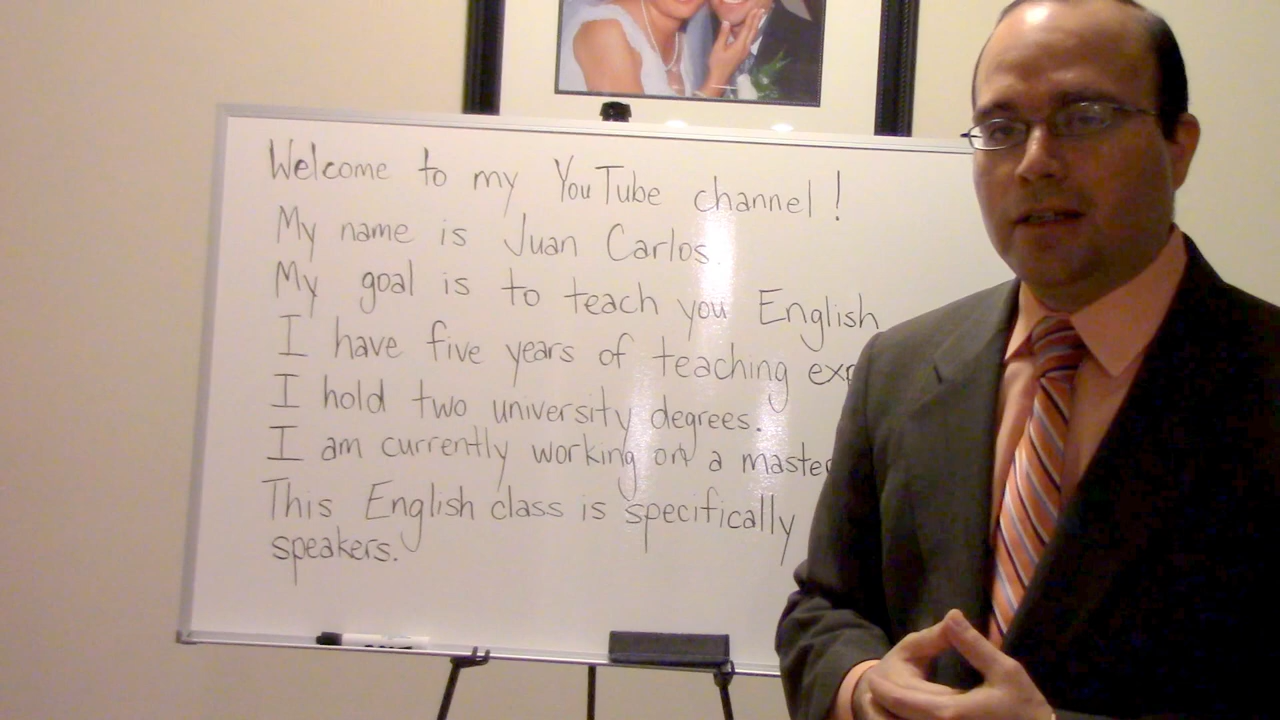 Welcome to my YouTube channel!
My name is Juan Carlos.
My goal is to teach you English
I have five years of teaching
I hold two university degrees.
I am currently working on a
This English class is specifically
speakers.